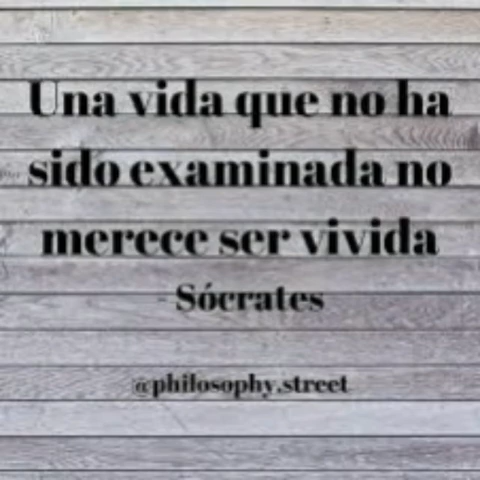 Una vida que no ha
sido examinada no
merece ser vivida
- Sócrates
@philosophy.street